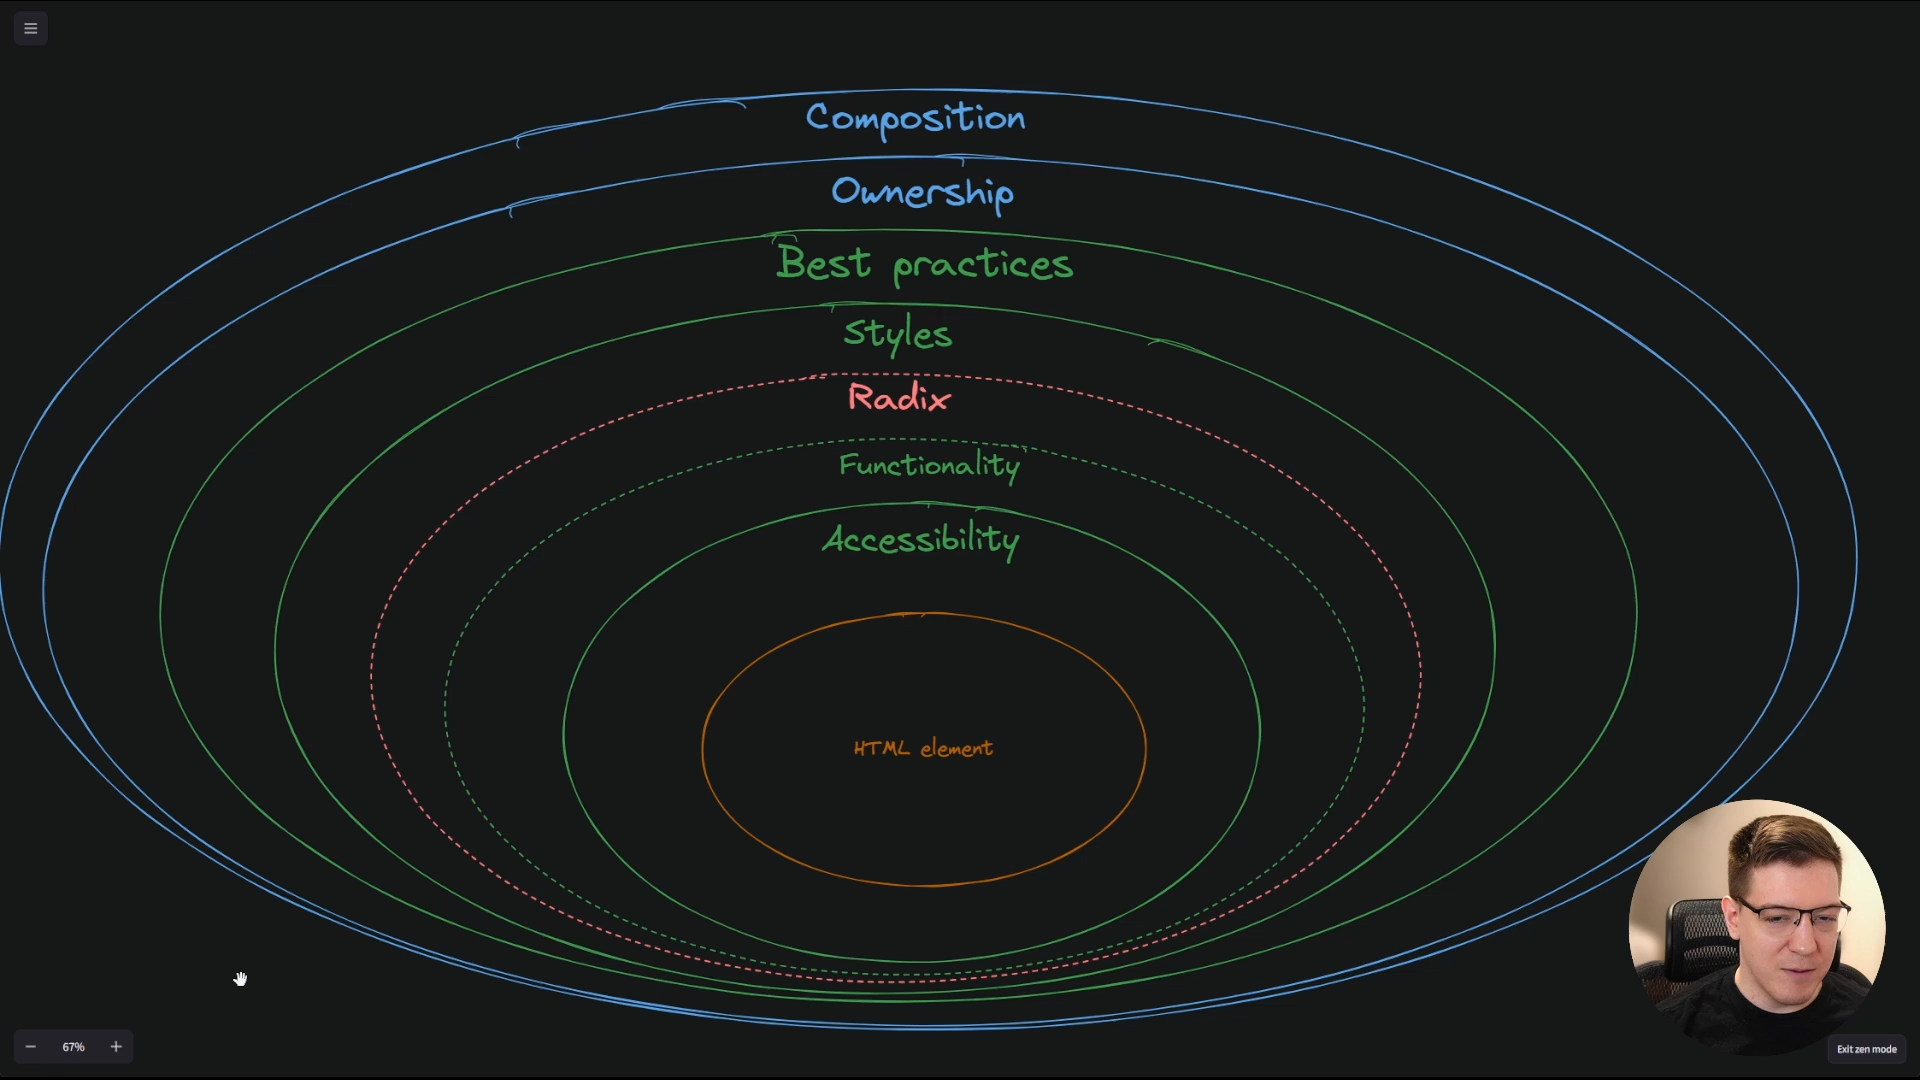 Composition
Ownership
Best practices
Styles
Radix
Functionality
Accessibility
HTML element
67%
Exit zen mode